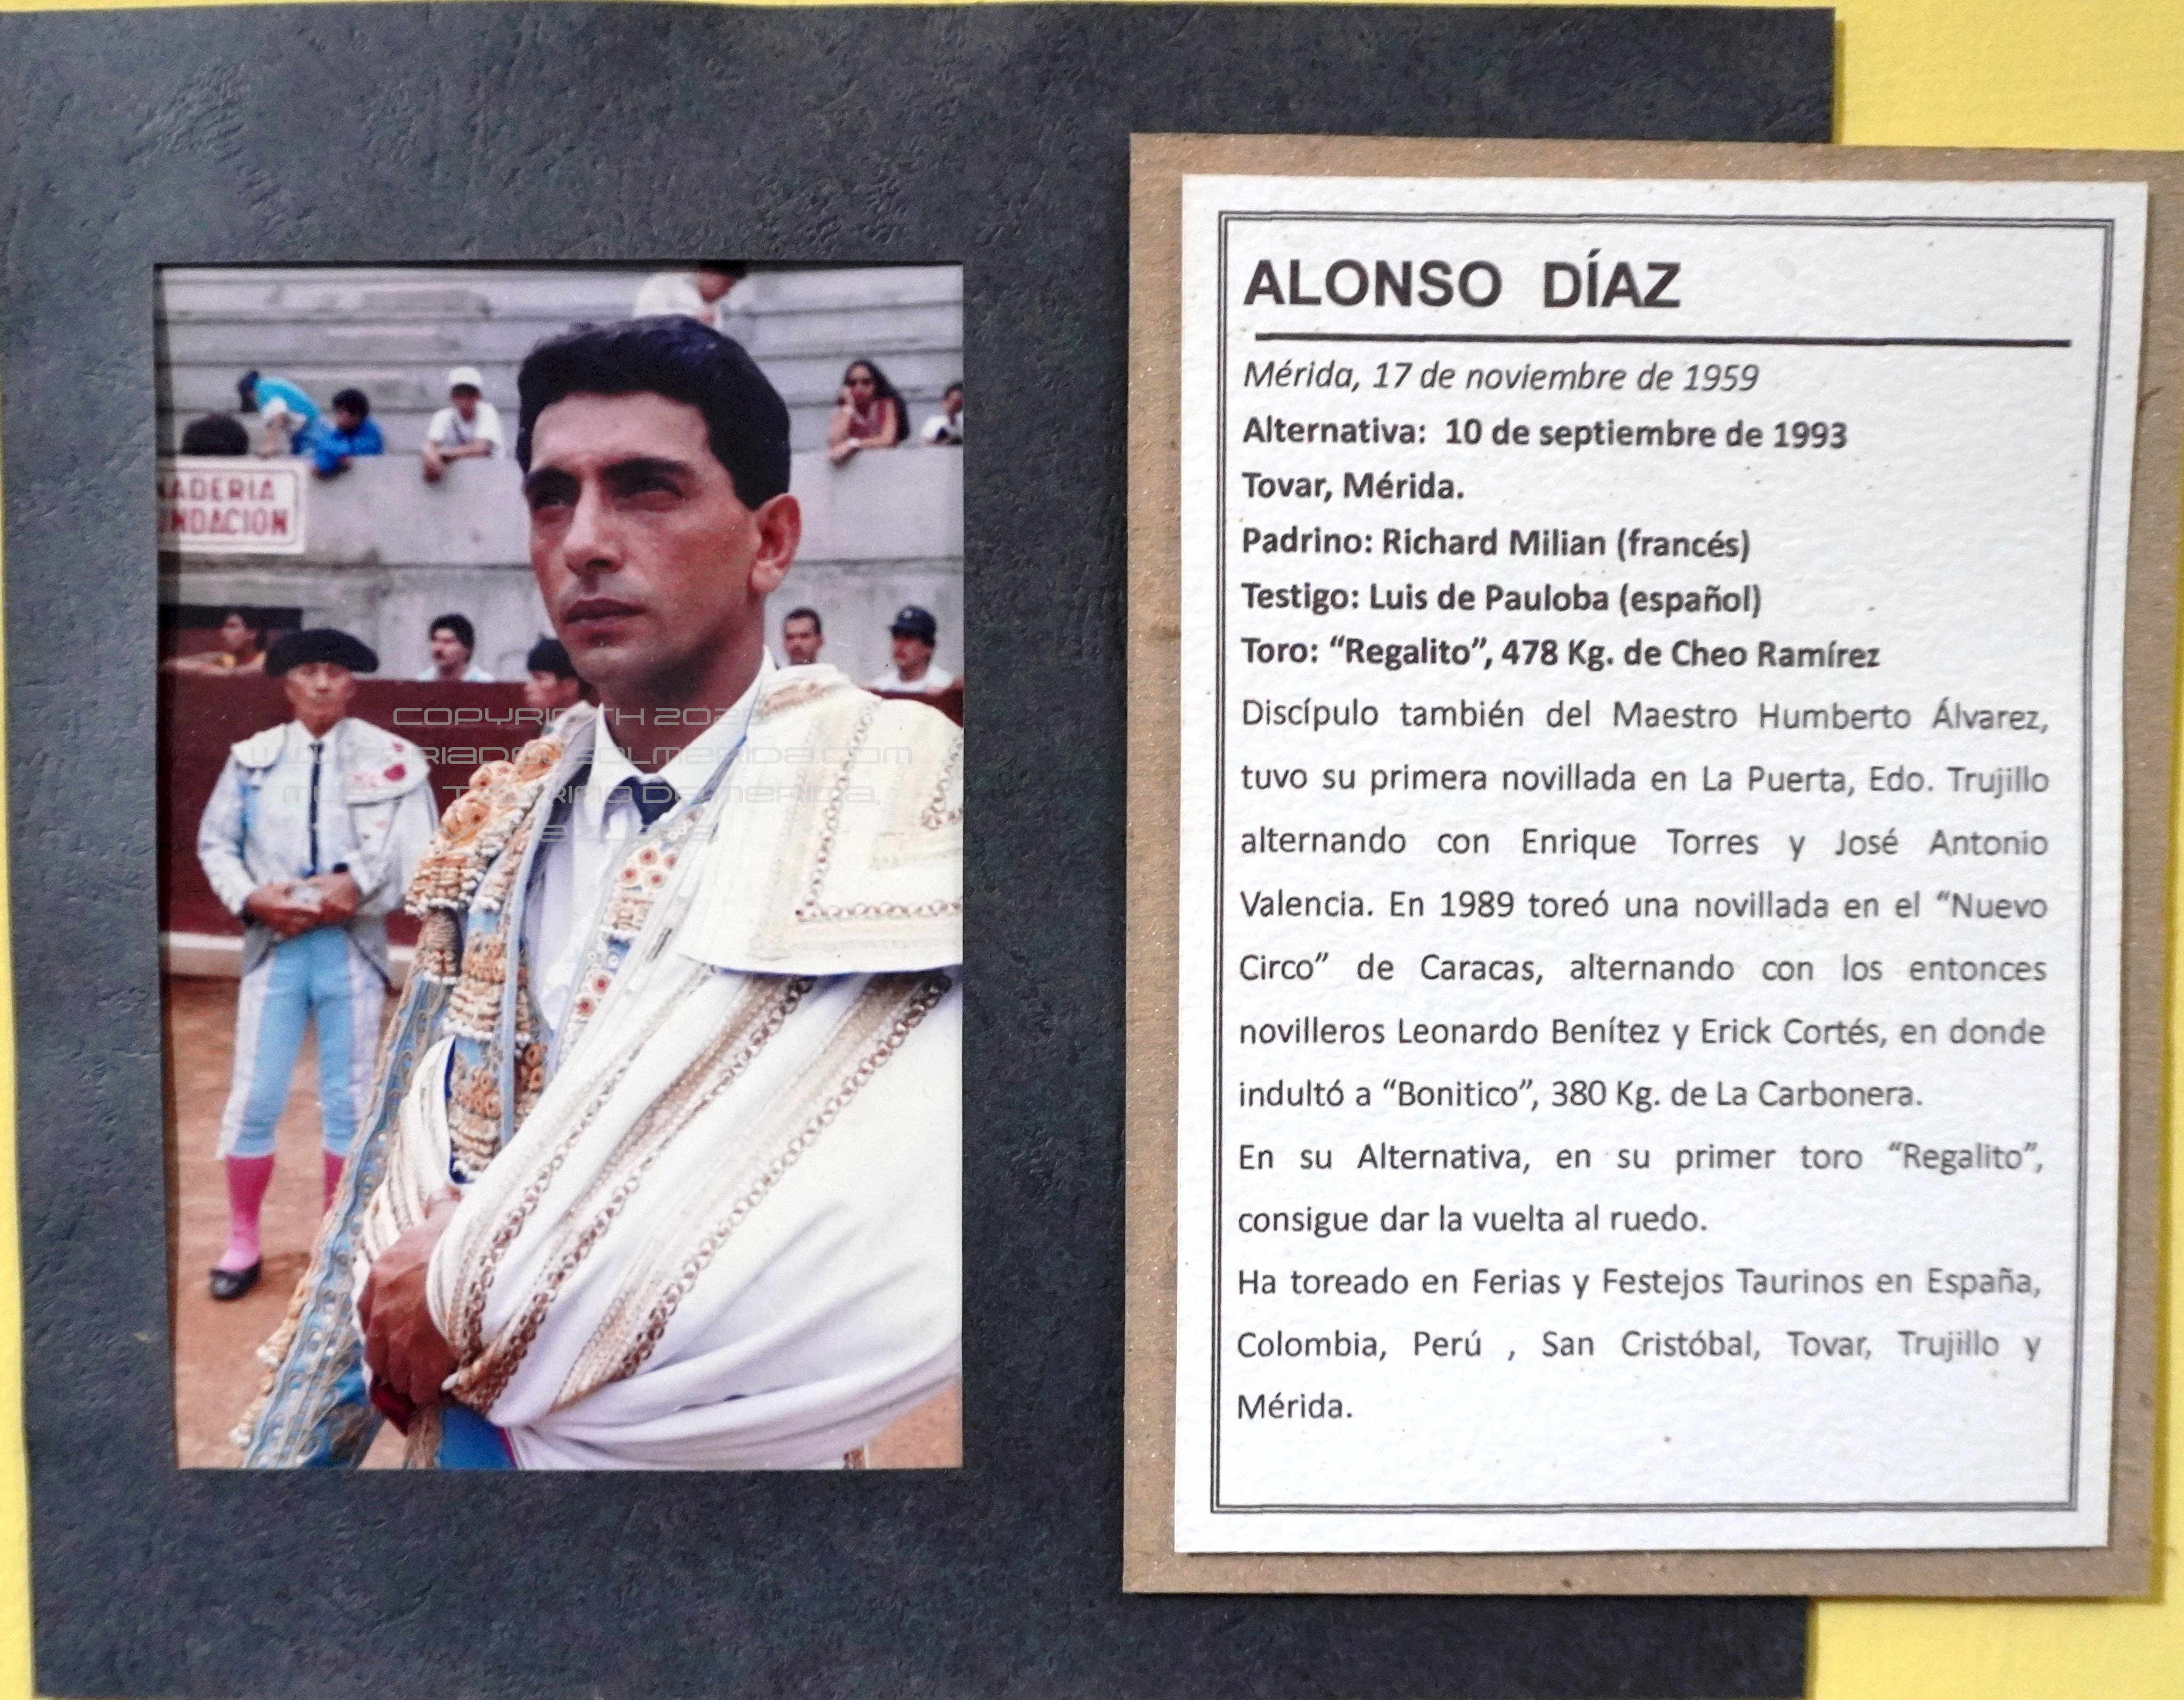 ADERIA
NDACION
COPYRIGTH 202
ALONSO DÍAZ
Mérida, 17 de noviembre de 1959
Alternativa: 10 de septiembre de 1993
Tovar, Mérida.
Padrino: Richard Milian (francés)
Testigo: Luis de Pauloba (español)
Toro: “Regalito”, 478 Kg. de Cheo Ramírez
Discípulo también del Maestro Humberto Álvarez,
tuvo su primera novillada en La Puerta, Edo. Trujillo
alternando con Enrique Torres y José Antonio
Valencia. En 1989 toreó una novillada en el “Nuevo
Circo” de Caracas, alternando con los entonces
novilleros Leonardo Benítez y Erick Cortés, en donde
indultó a “Bonitico”, 380 Kg. de La Carbonera.
En su Alternativa, en su primer toro “Regalito”,
consigue dar la vuelta al ruedo.
Ha toreado en Ferias y Festejos Taurinos en España,
Colombia, Perú , San Cristóbal, Tovar, Trujillo y
Mérida.